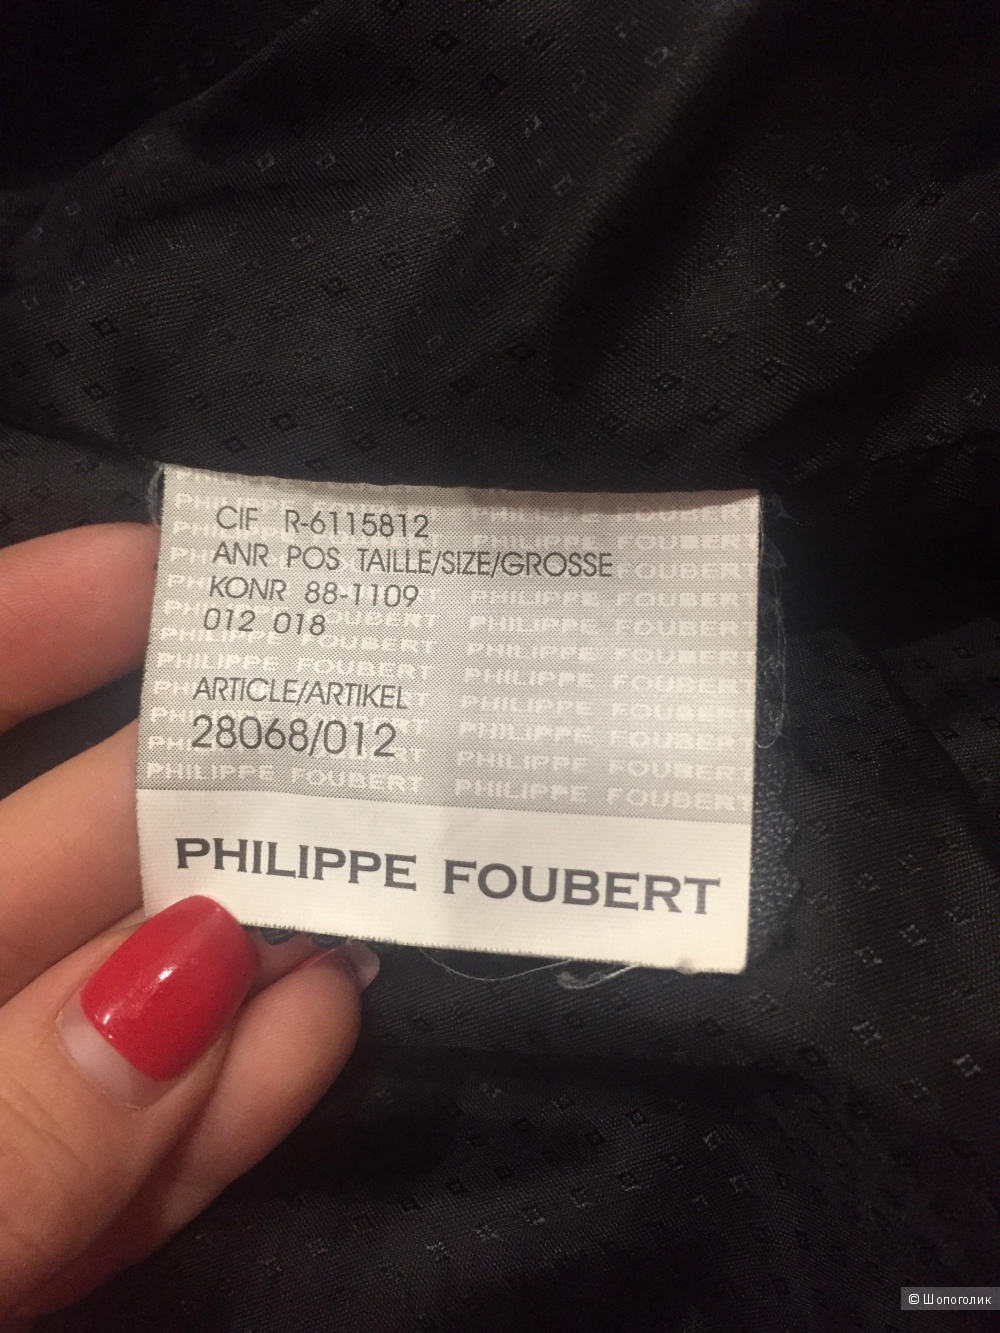 CIF R-6115812
ANR POS TAILLE/SIZE/GROSSE
KONR 88-1109
012 018
ARTICLE/ARTIKEL
28068/012
PHILIPPE FOUBERT
© Шопоголик